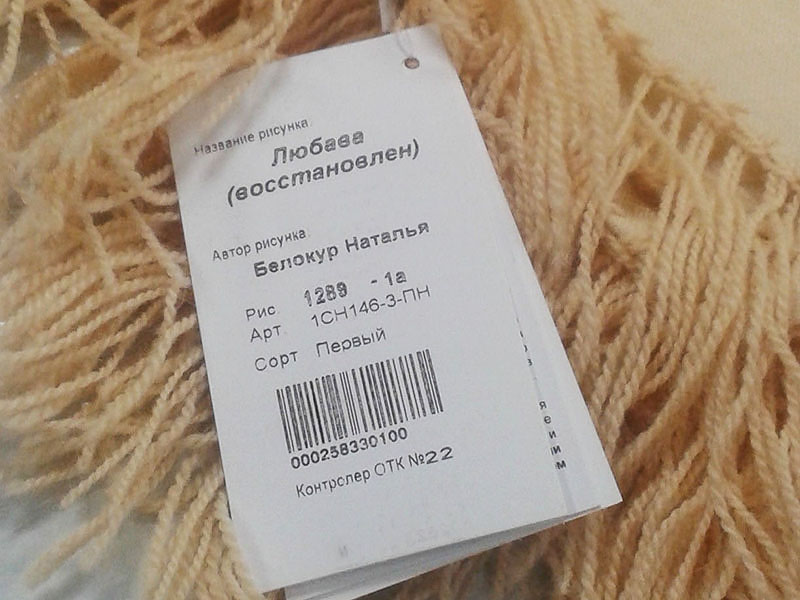 Название рисунка
Любава
(восстановлен)
Автор рисунка
Белокур Наталья
Рис 1289 - 1а
Арт. 1СН146-3-ПН
Сорт Первый
000258330100
Контрслер ОТК №22